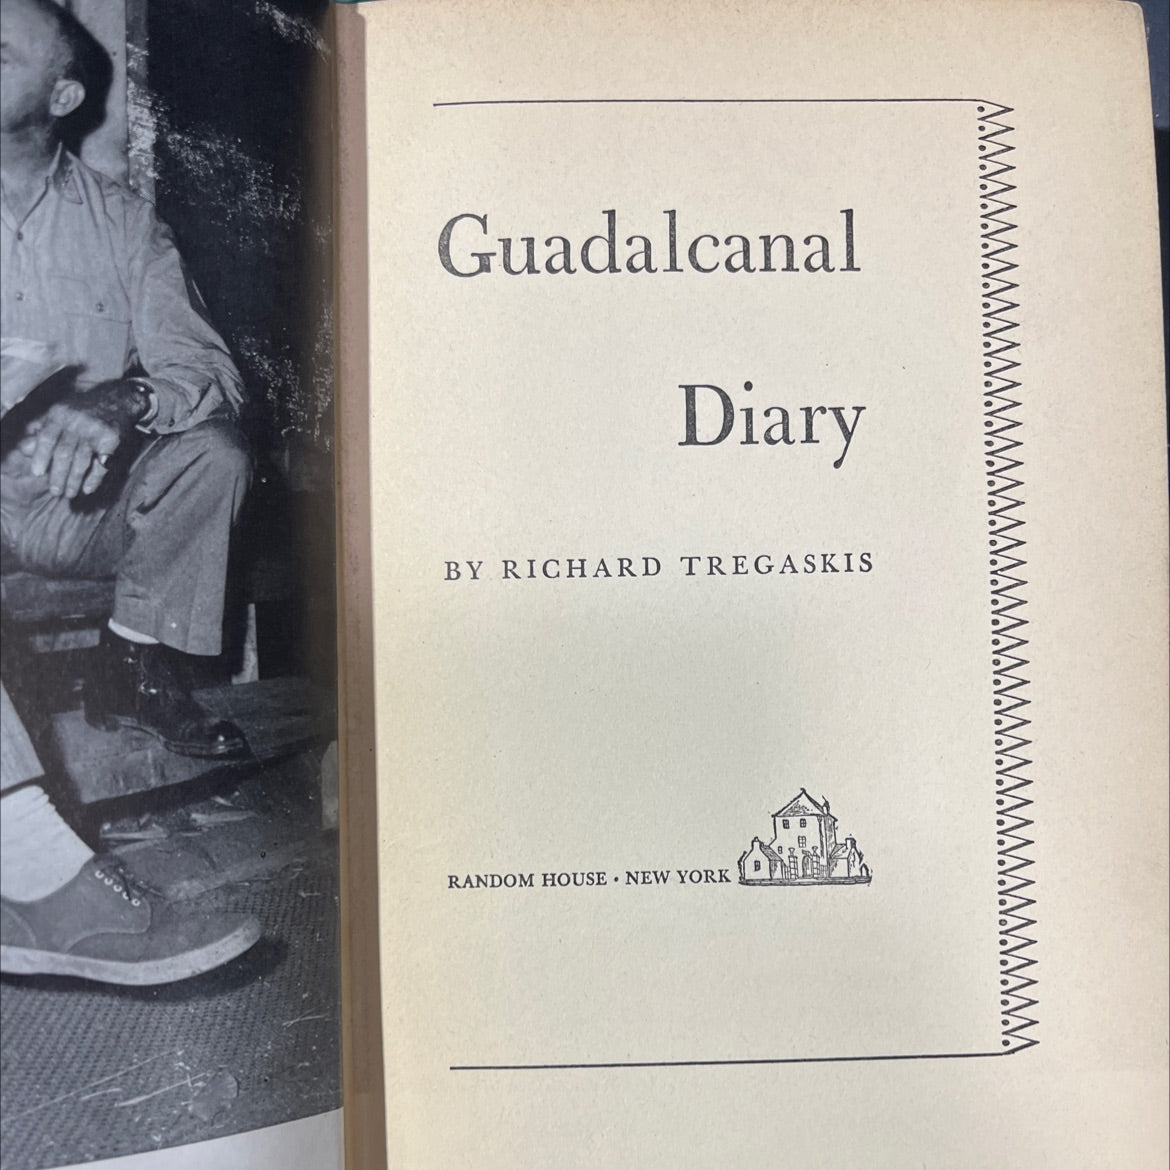 Guadalcanal
Diary
BY RICHARD TREGASKIS
RANDOM HOUSE · NEW YORK